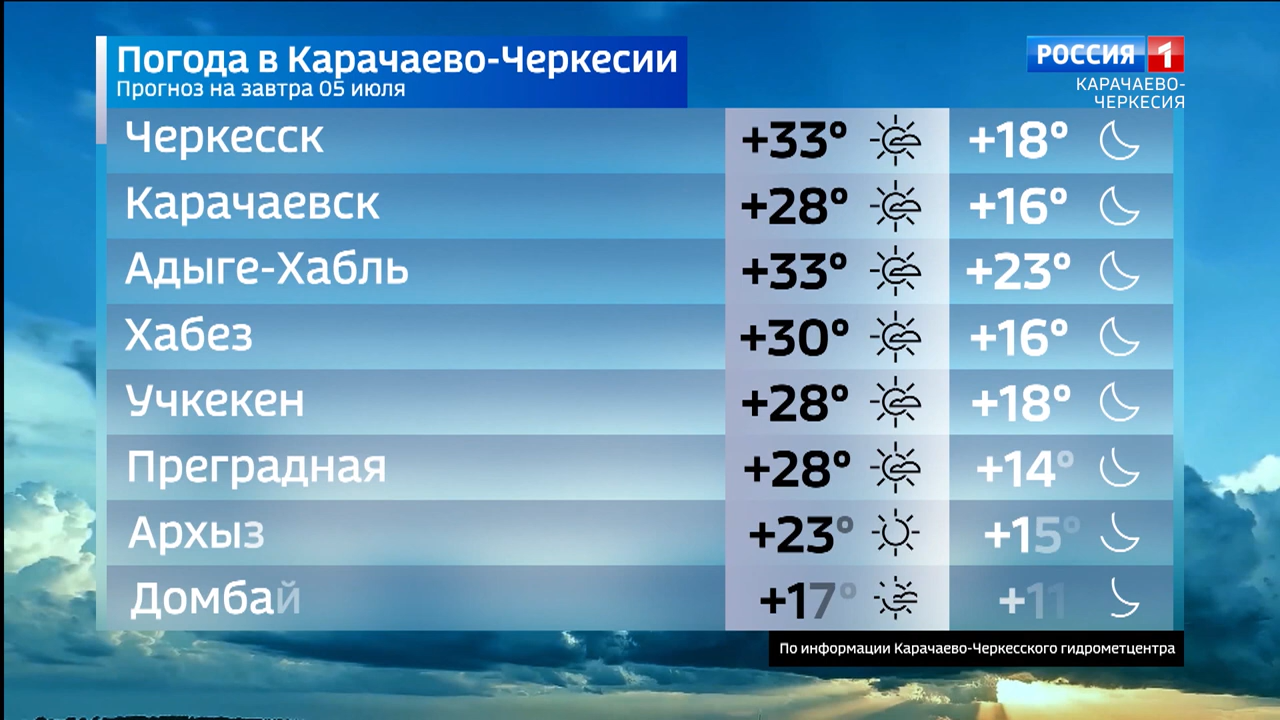 Погода в Карачаево-Черкесии
Прогноз на завтра 05 июля
РОССИЯ 1
КАРАЧАЕВО-
ЧЕРКЕСИЯ
Черкесск +33° +18°
Карачаевск +28° +16°
Адыге-Хабль +33° +23°
Хабез +30° +16°
Учкекен +28° +18°
Преградная +28° +14°
Архыз +23° +15°
Домбай +17° +11
По информации Карачаево-Черкесского гидрометцентра